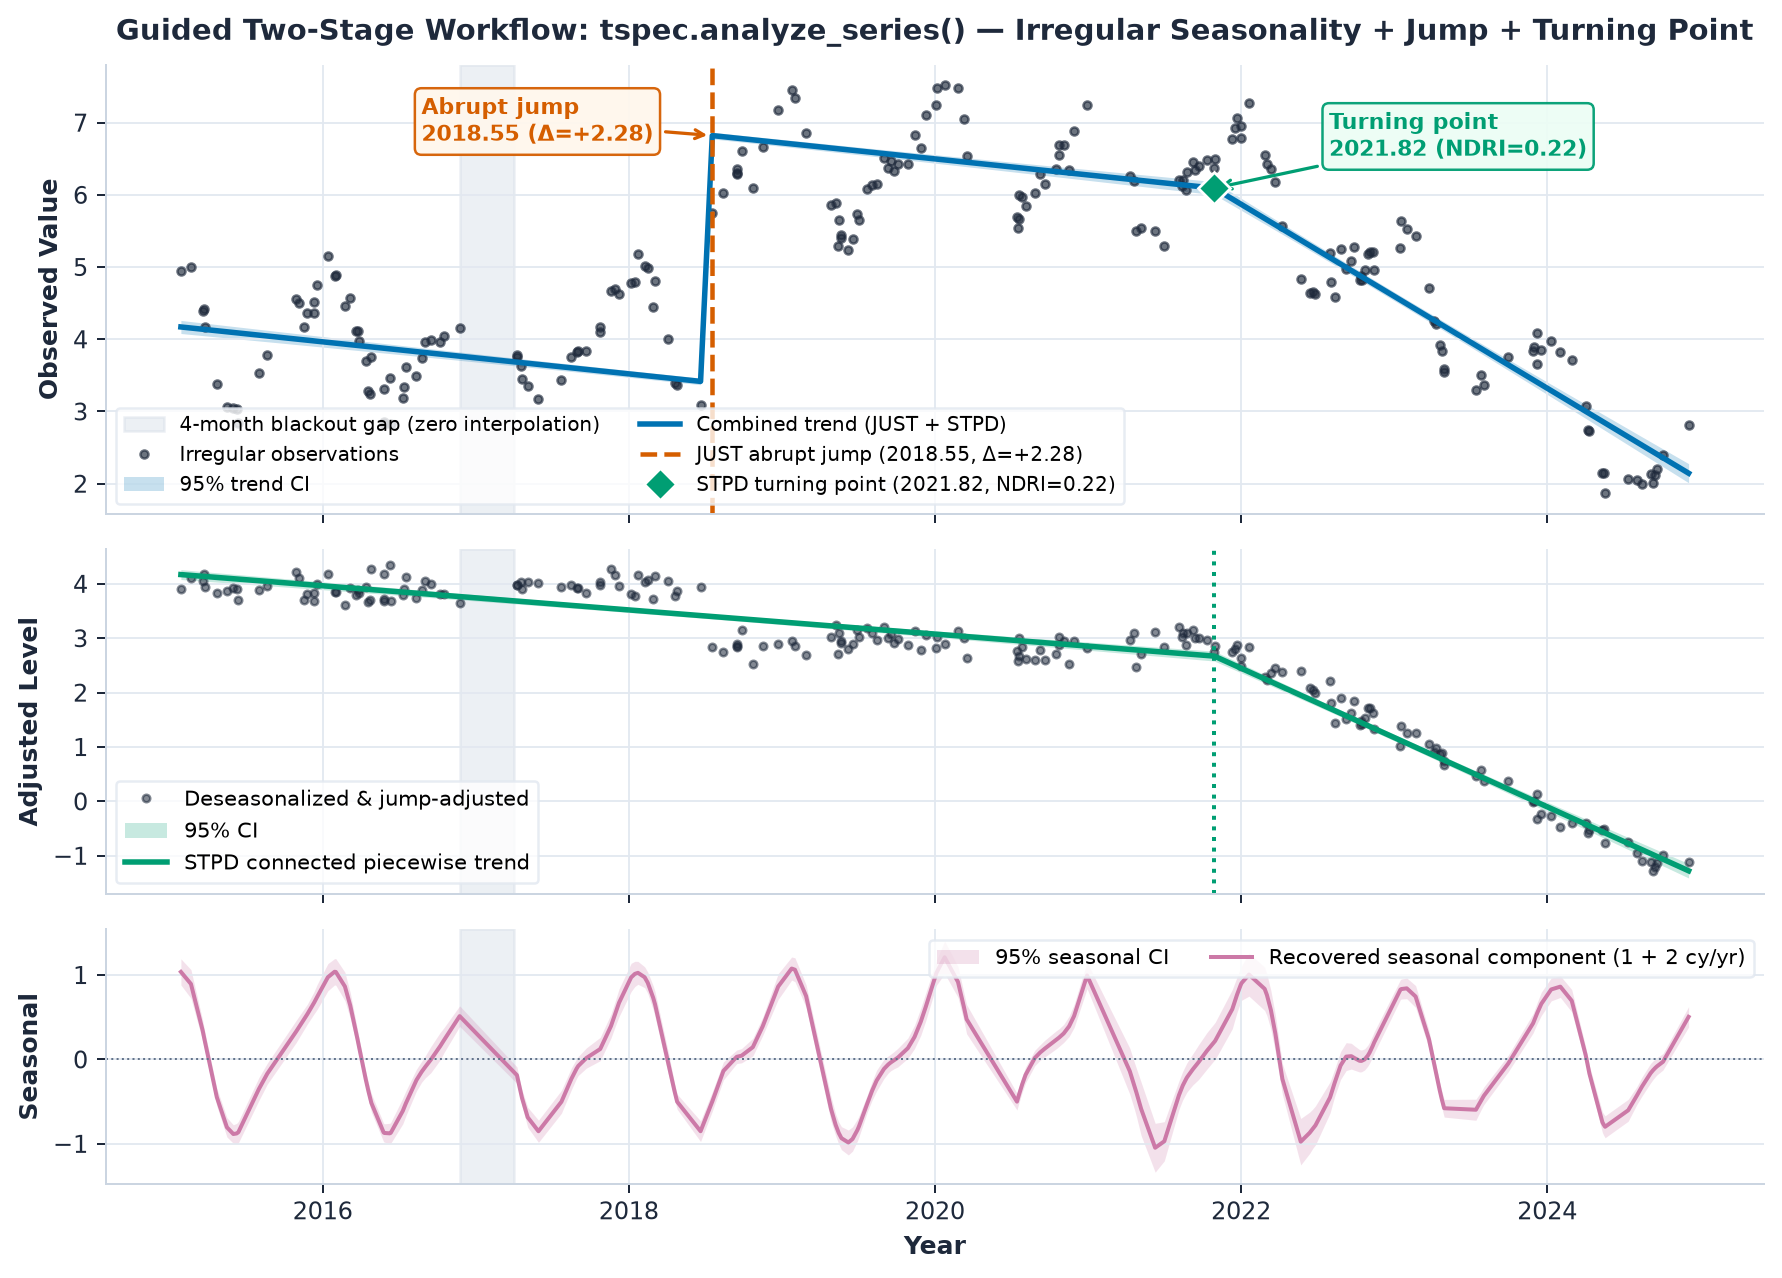 Guided Two-Stage Workflow: tspec.analyze_series() — Irregular Seasonality + Jump + Turning Point
Observed Value
7
6
5
4
3
2
Abrupt jump
2018.55 (Δ=+2.28)
Turning point
2021.82 (NDRI=0.22)
4-month blackout gap (zero interpolation)
Irregular observations
95% trend CI
Combined trend (JUST + STPD)
JUST abrupt jump (2018.55, Δ=+2.28)
STPD turning point (2021.82, NDRI=0.22)
Adjusted Level
4
3
2
1
0
−1
Deseasonalized & jump-adjusted
95% CI
STPD connected piecewise trend
Seasonal
1
0
−1
95% seasonal CI
Recovered seasonal component (1 + 2 cy/yr)
2016
2018
2020
2022
2024
Year